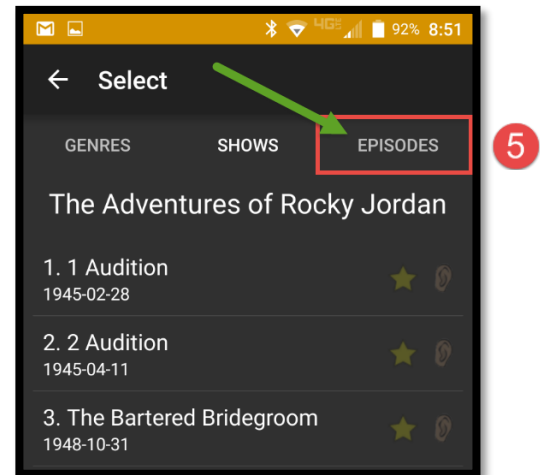 4G 92% 8:51
Select
GENRES SHOWS EPISODES
5
The Adventures of Rocky Jordan
1. 1 Audition
1945-02-28
2. 2 Audition
1945-04-11
3. The Bartered Bridegroom
1948-10-31